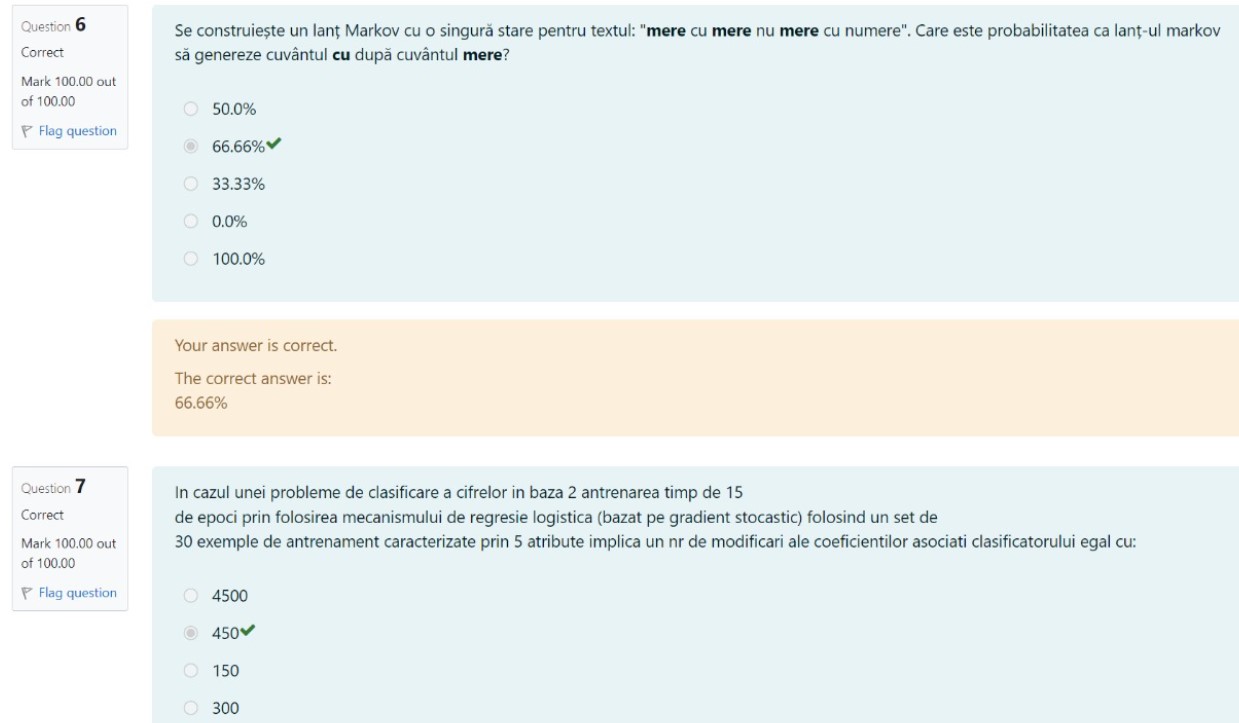 Question 6
Correct
Mark 100.00 out
of 100.00
Flag question
Se construiește un lanț Markov cu o singură stare pentru textul: "mere cu mere nu mere cu numere". Care este probabilitatea ca lanț-ul markov
să genereze cuvântul cu după cuvântul mere?
50.0%
66.66%
33.33%
0.0%
100.0%
Your answer is correct.
The correct answer is:
66.66%
Question 7
Correct
Mark 100.00 out
of 100.00
Flag question
In cazul unei probleme de clasificare a cifrelor in baza 2 antrenarea timp de 15
de epoci prin folosirea mecanismului de regresie logistica (bazat pe gradient stocastic) folosind un set de
30 exemple de antrenament caracterizate prin 5 atribute implica un nr de modificari ale coeficientilor asociati clasificatorului egal cu:
4500
450
150
300